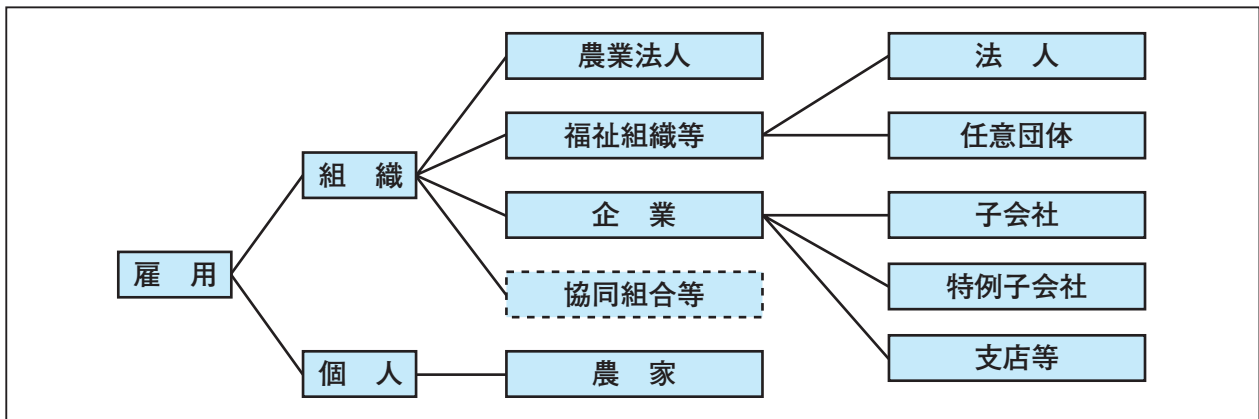 農業法人
法　人
福祉組織等
任意団体
組　織
企　業
子会社
雇　用
協同組合等
特例子会社
支店等
個　人
農　家